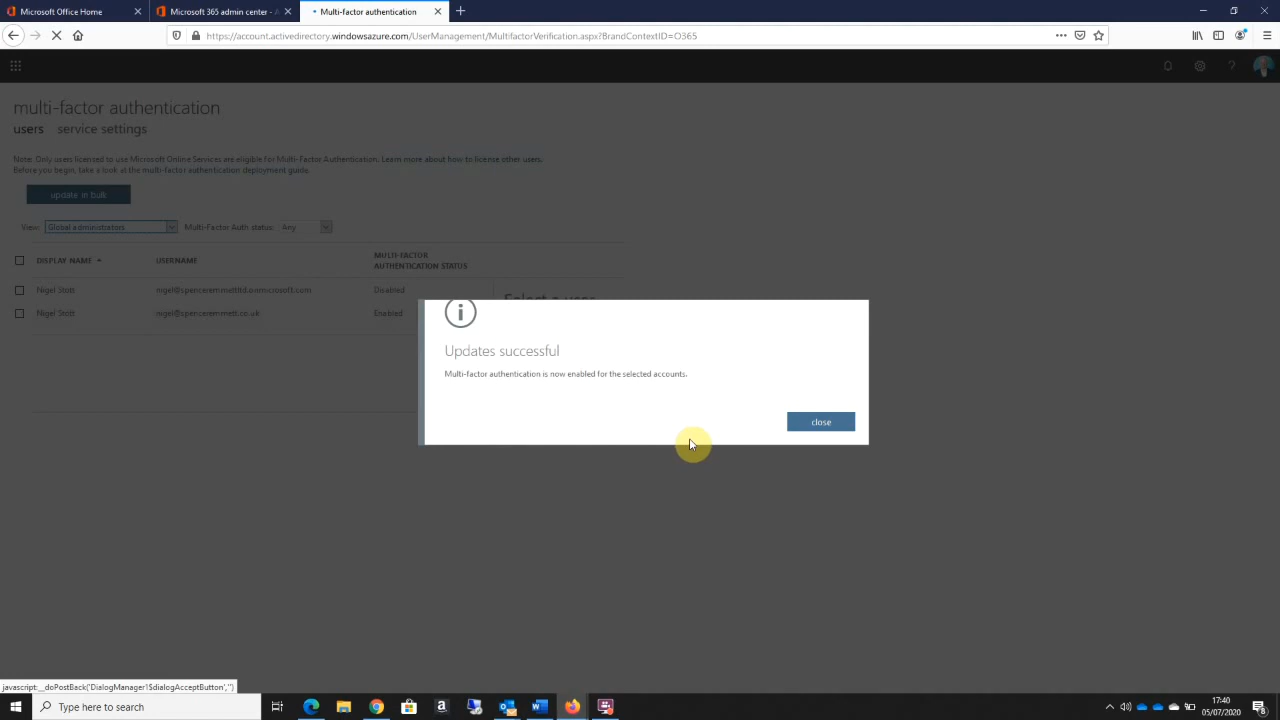 Microsoft Office Home
Microsoft 365 admin center - A
Multi-factor authentication
https://account.activedirectory.windowsazure.com/UserManagement/MultifactorVerification.aspx?BrandContextID=O365
multi-factor authentication
users service settings
Note: Only users licensed to use Microsoft Online Services are eligible for Multi-Factor Authentication. Learn more about how to license other users.
Before you begin, take a look at the multi-factor authentication deployment guide.
update in bulk
View: Global administrators Multi-Factor Auth status: Any
DISPLAY NAME USERNAME MULTI-FACTOR
AUTHENTICATION STATUS
Nigel Stott nigel@spenceremmettltd.onmicrosoft.com Disabled
Select a user
Nigel Stott nigel@spenceremmett.co.uk Enabled
Updates successful
Multi-factor authentication is now enabled for the selected accounts.
close
javascript:__doPostBack('DialogManager1$dialogAcceptButton','')
Type here to search
17:40
05/07/2020
8